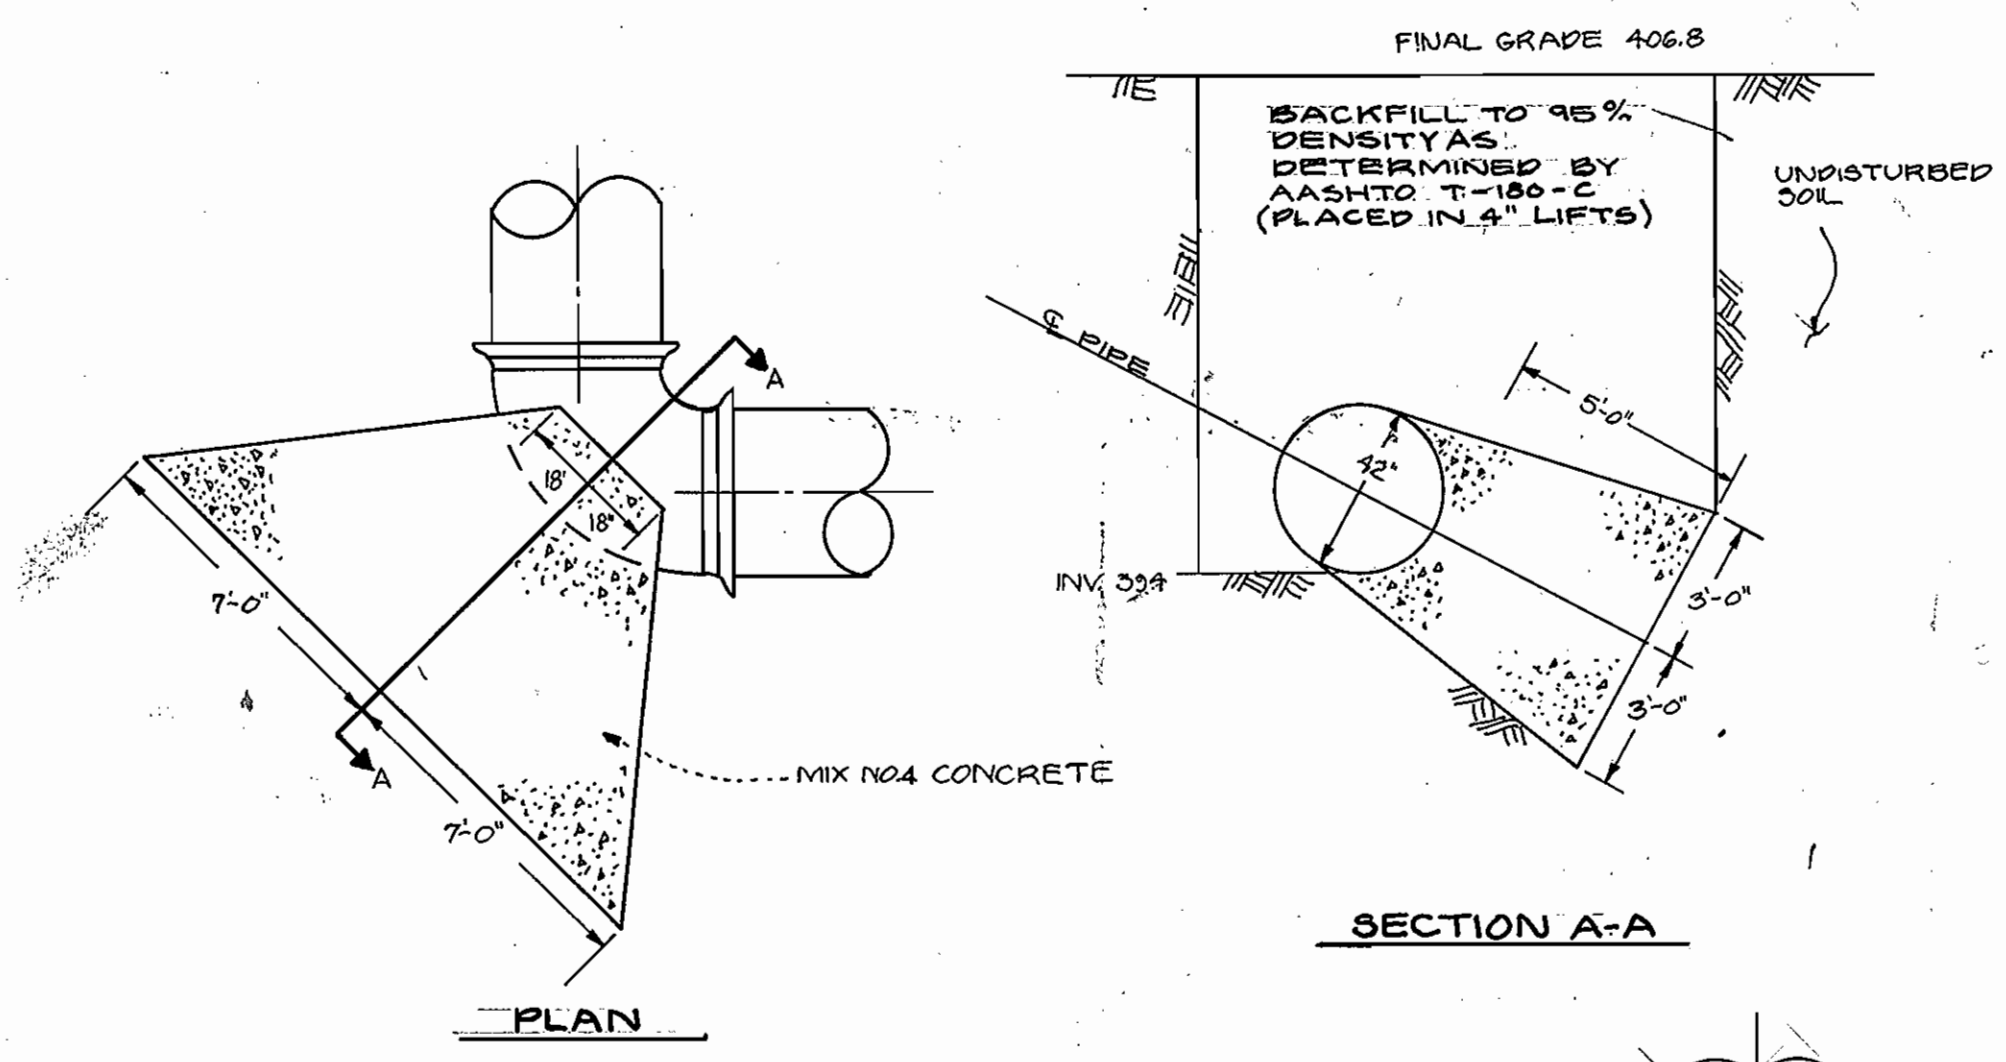 A
18'
18"
7'-0"
7'-0"
A
MIX NO.4 CONCRETE
PLAN
FINAL GRADE 406.8
BACKFILL TO 95%
DENSITY AS
DETERMINED BY
AASHTO T-180-C
(PLACED IN 4" LIFTS)
UNDISTURBED
SOIL
℄ PIPE
5'-0"
42"
INV. 394
3'-0"
3'-0"
SECTION A-A